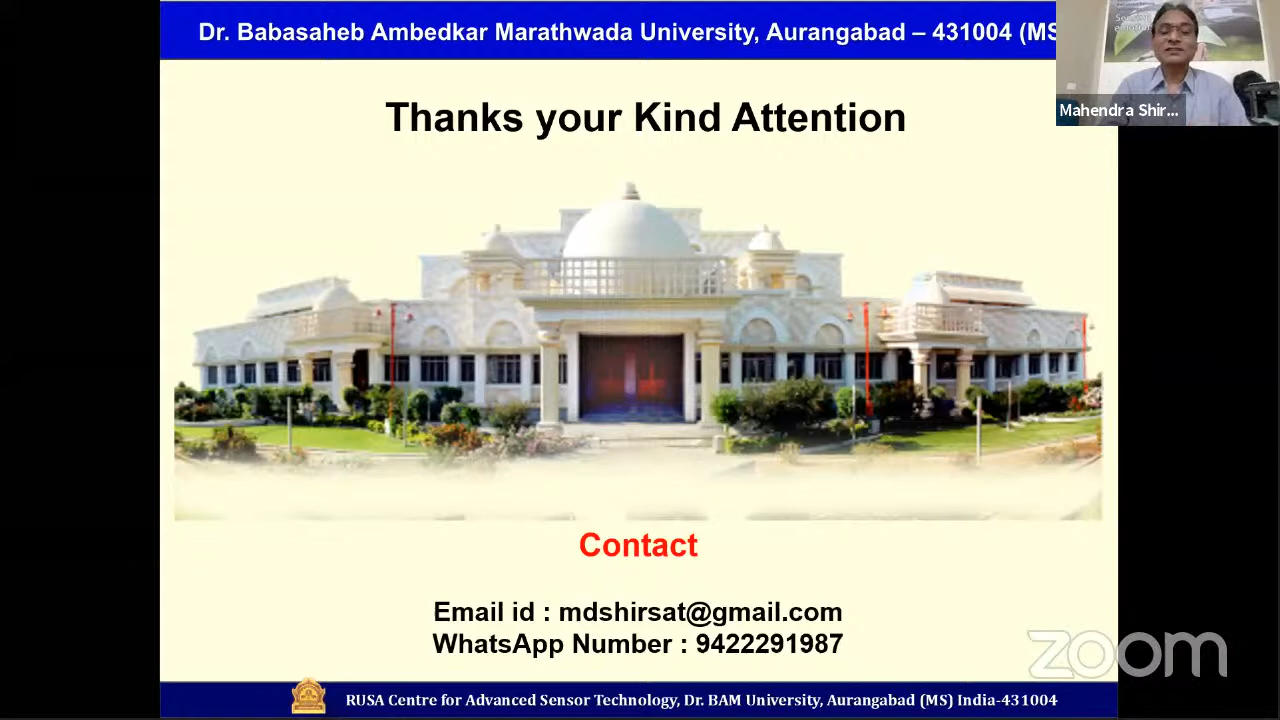 Dr. Babasaheb Ambedkar Marathwada University, Aurangabad – 431004 (MS
Mahendra Shir...
Thanks your Kind Attention
Contact
Email id : mdshirsat@gmail.com
WhatsApp Number : 9422291987
zoom
RUSA Centre for Advanced Sensor Technology, Dr. BAM University, Aurangabad (MS) India-431004